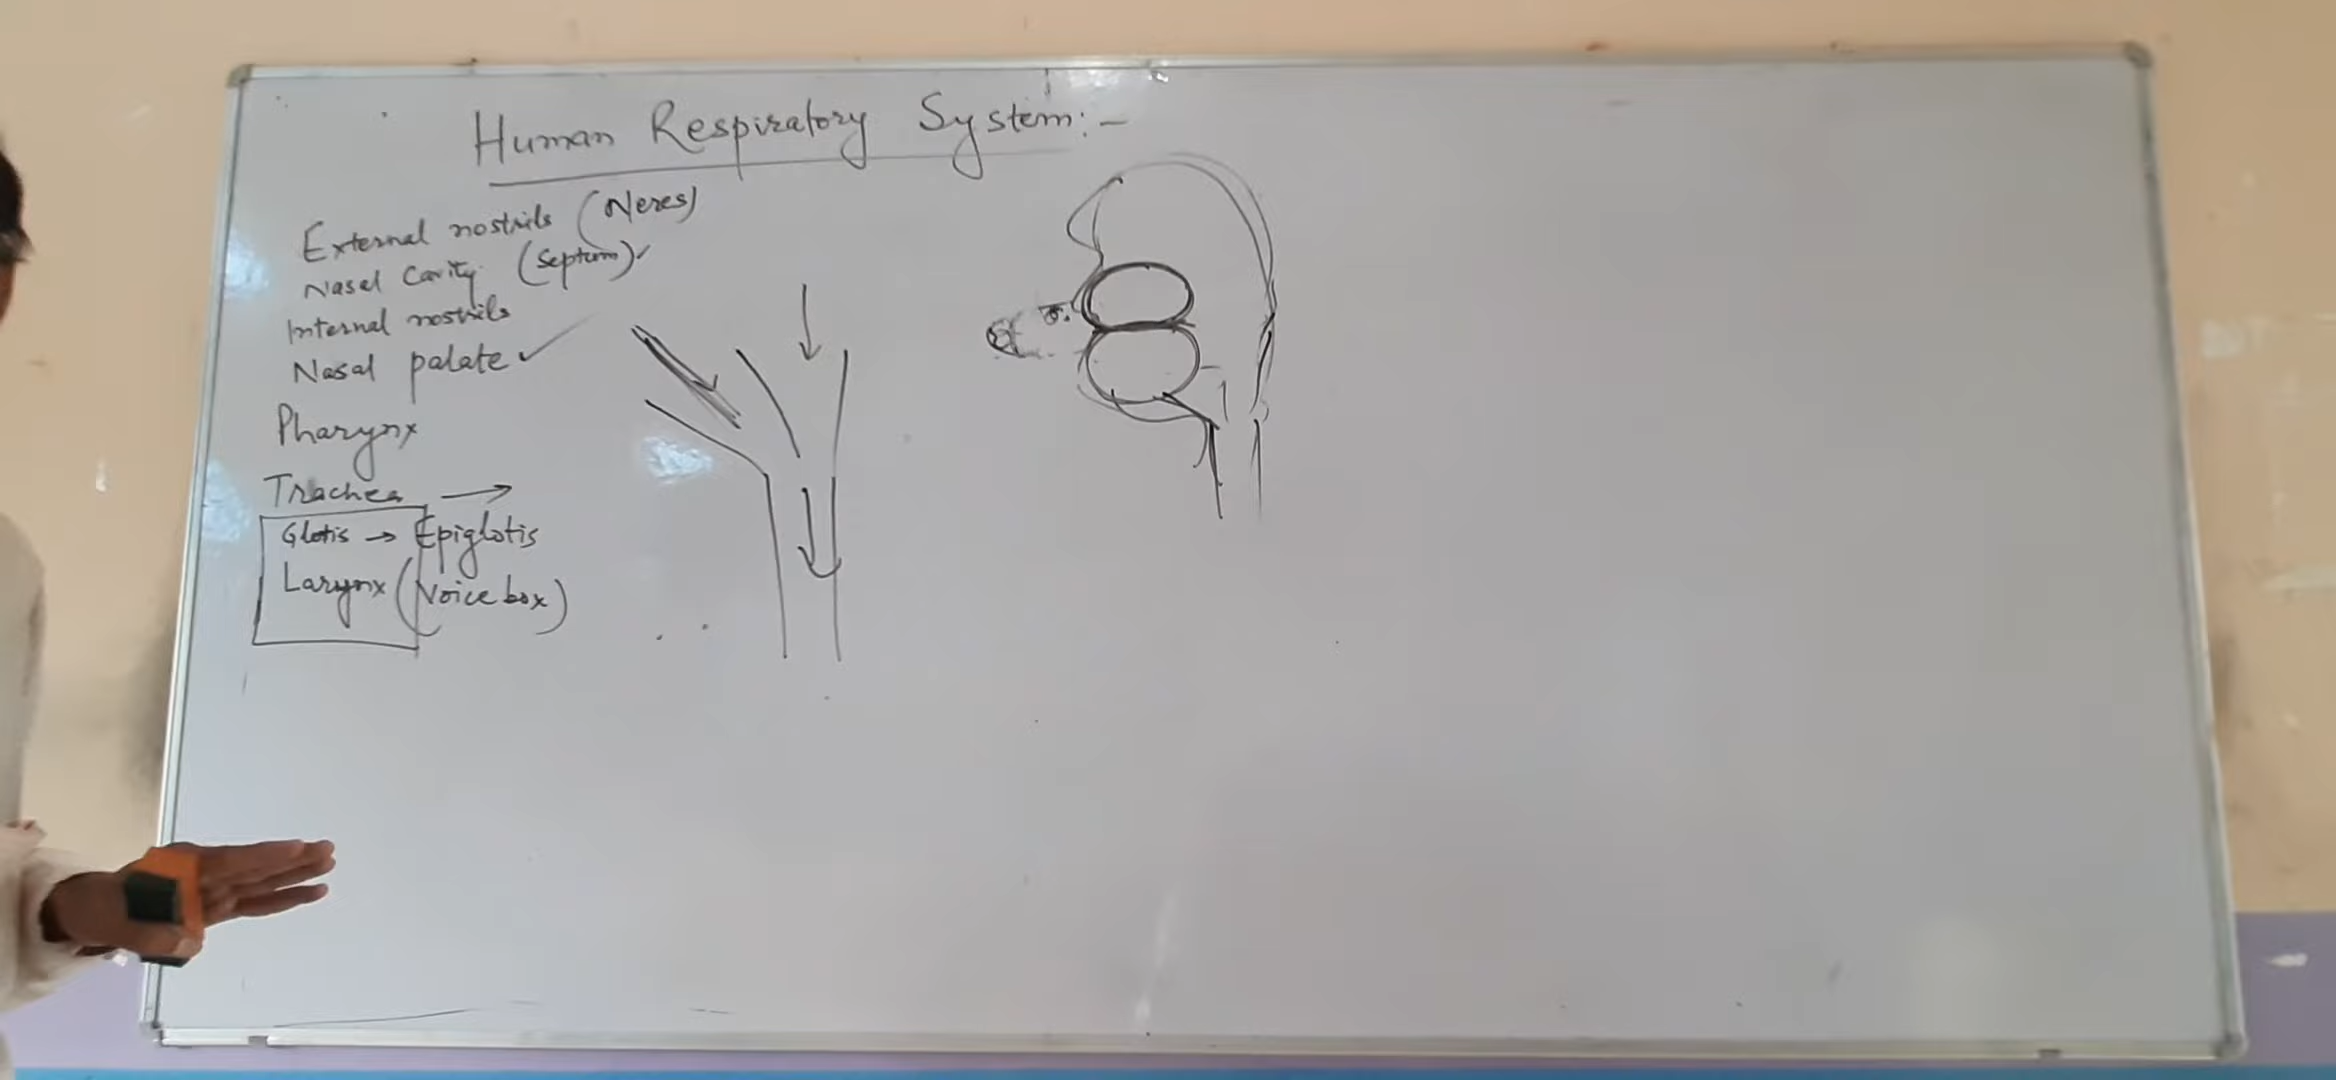 Human Respiratory System:-
External nostrils (Neres)
Nasal Cavity (Septum)✓
Internal nostrils
Nasal palate ✓
Pharynx
Trachea →
Glotis → Epiglotis
Larynx (Voice box)